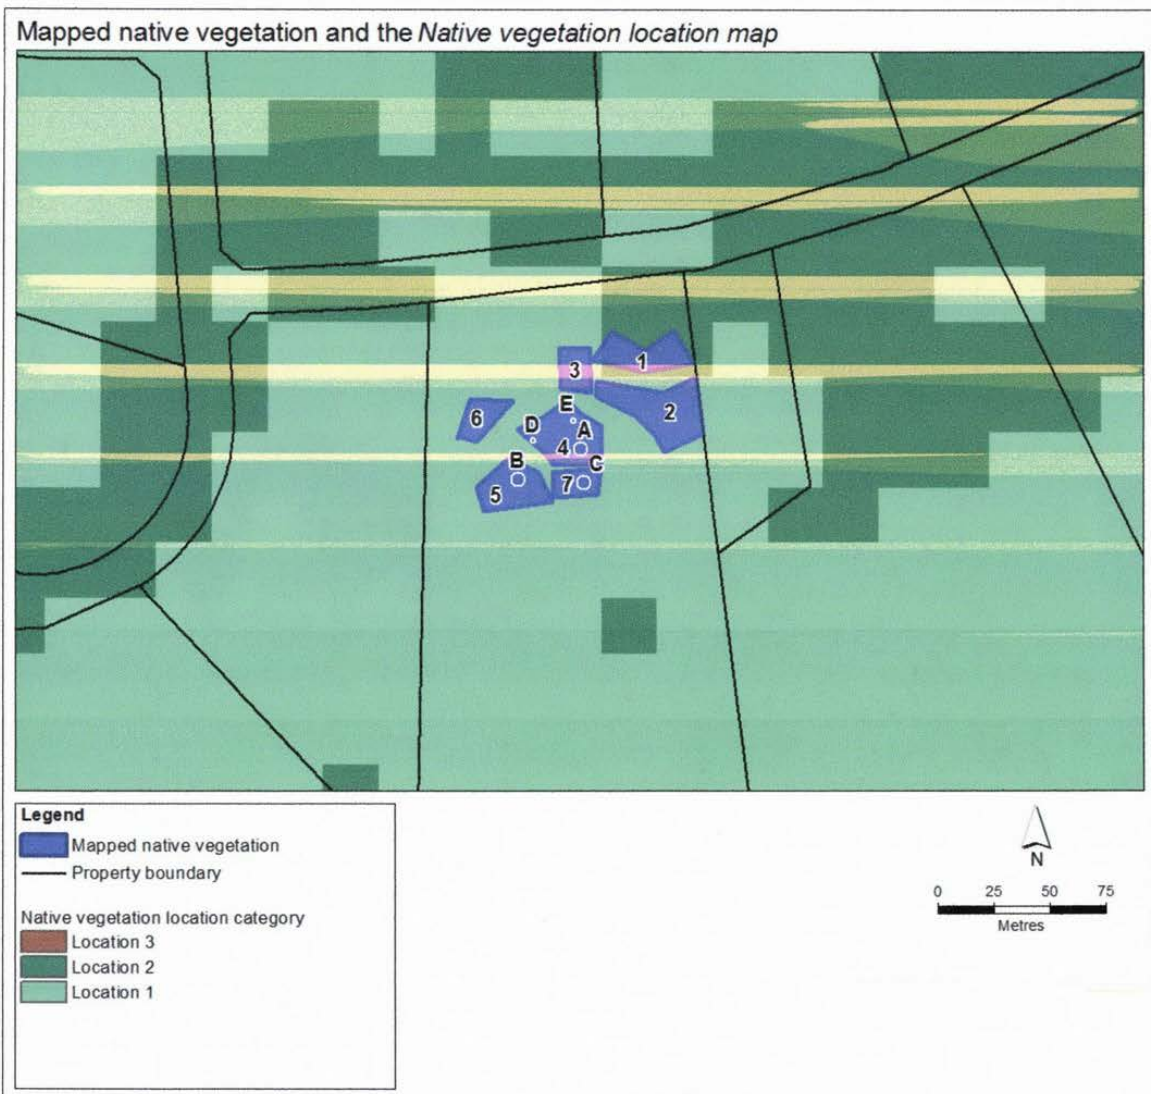 Mapped native vegetation and the Native vegetation location map
1
3
E
2
6
D
A
4
B
C
5
7
Legend
Mapped native vegetation
Property boundary
Native vegetation location category
Location 3
Location 2
Location 1
N
0 25 50 75
Metres